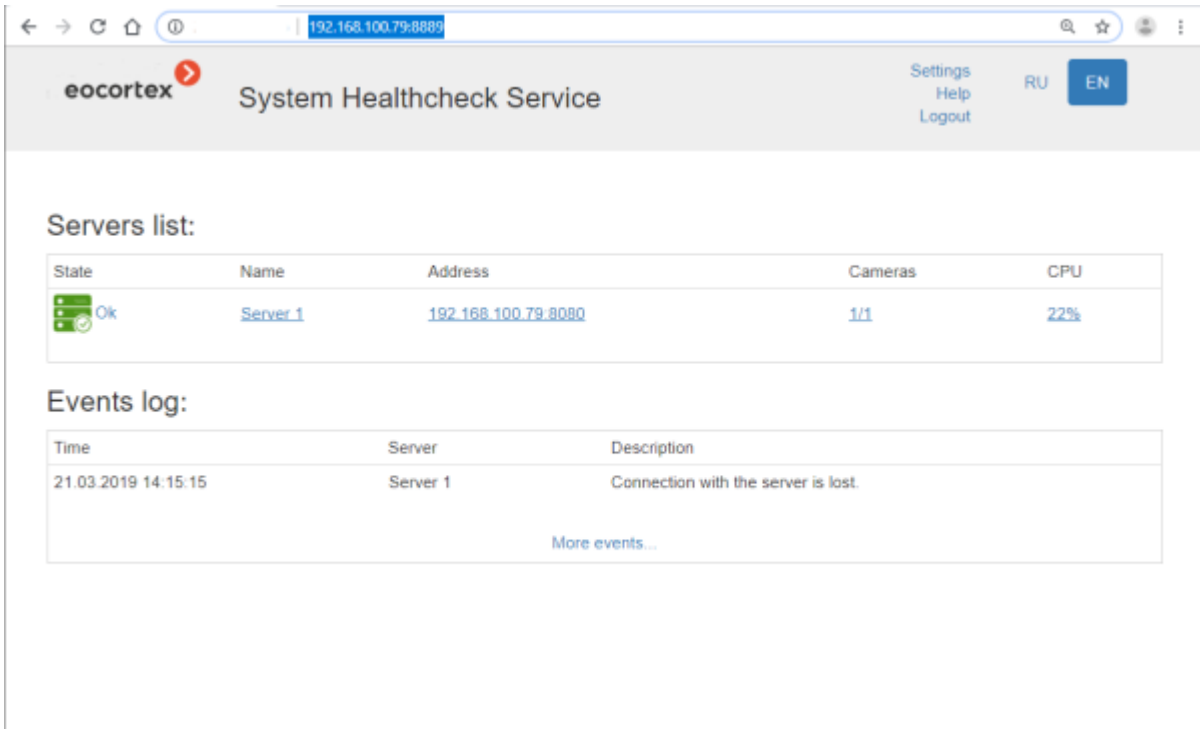 192.168.100.79:8889
eocortex
System Healthcheck Service
Settings
Help
Logout
RU
EN
Servers list:
State Name Address Cameras CPU
Ok Server 1 192.168.100.79:8080 1/1 22%
Events log:
Time Server Description
21.03.2019 14:15:15 Server 1 Connection with the server is lost.
More events...